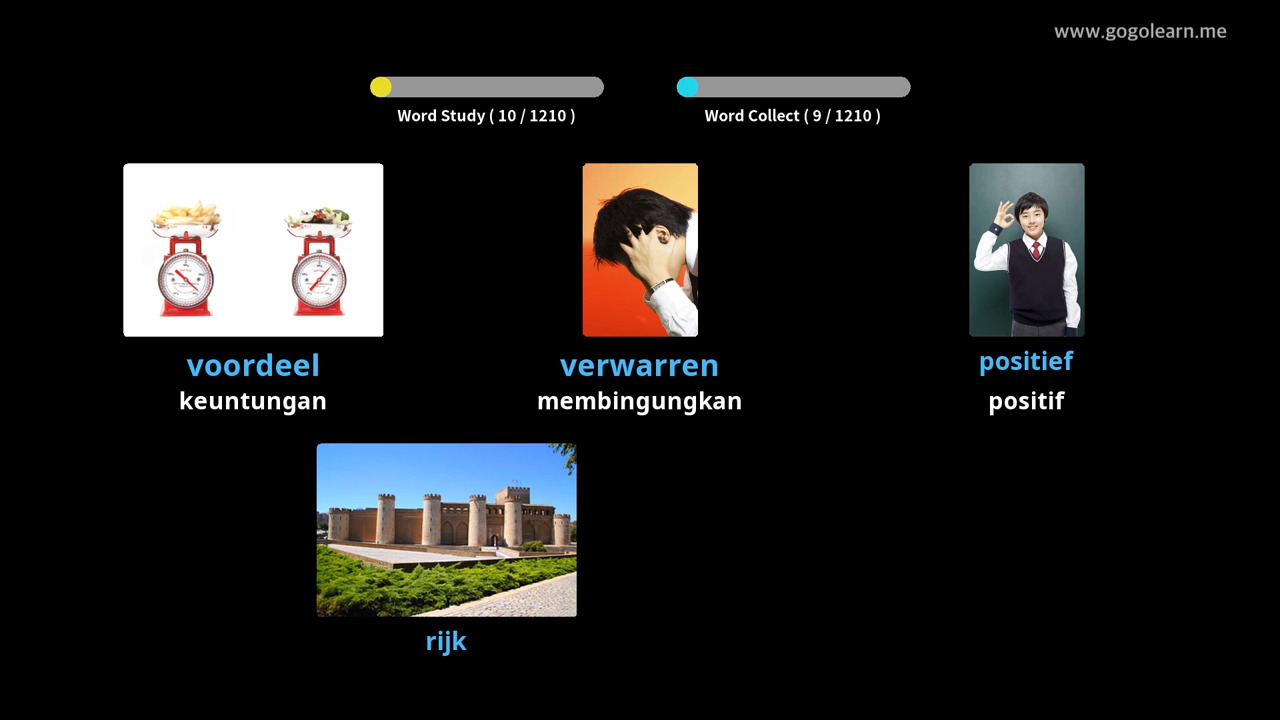 www.gogolearn.me
Word Study ( 10 / 1210 )
Word Collect ( 9 / 1210 )
voordeel
keuntungan
verwarren
membingungkan
positief
positif
rijk